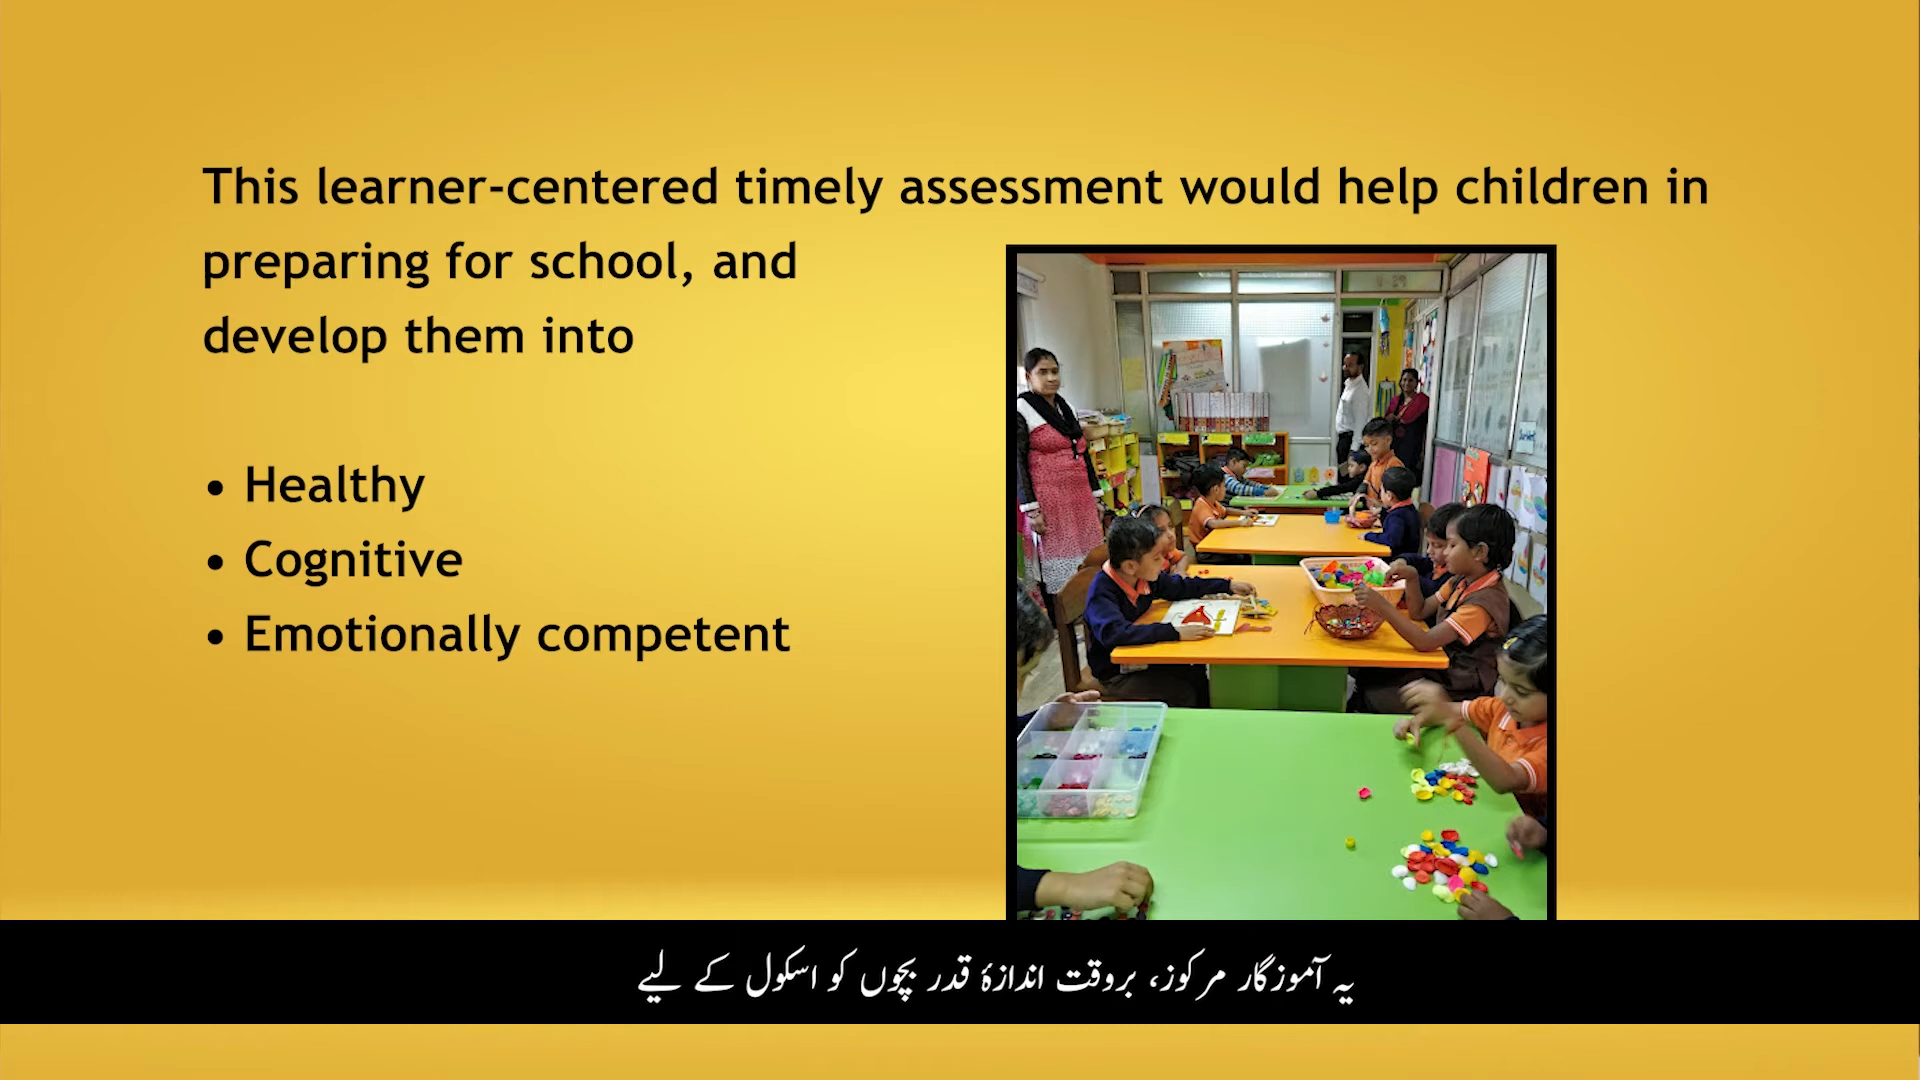 This learner-centered timely assessment would help children in
preparing for school, and
develop them into
• Healthy
• Cognitive
• Emotionally competent
یہ آموزگار مرکوز، بروقت اندازۂ قدر بچوں کو اسکول کے لیے